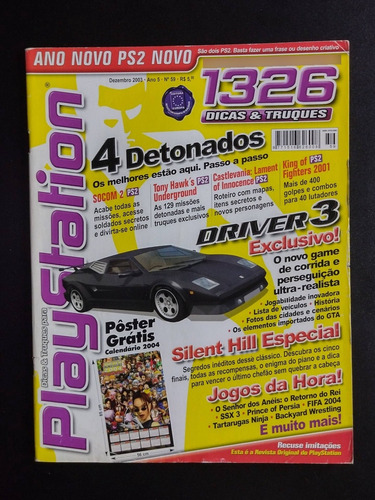 ANO NOVO PS2 NOVO
São dois PS2. Basta fazer uma frase ou desenho criativo
Dezembro 2003 - Ano 5 - Nº 59 - R$ 5,
1326
DICAS & TRUQUES
Dicas & Truques para
PlayStation
4 Detonados
Os melhores estão aqui. Passo a passo
SOCOM 2 PS2
Acabe todas as
missões, acesse
soldados secretos
e divirta-se online
Tony Hawk's PS2
Underground
As 129 missões
detonadas e mais
truques exclusivos
Castlevania: Lament
of Innocence PS2
Roteiro com mapas,
itens secretos e
novos personagens
King of PS2
Fighters 2001
Mais de 400
golpes e combos
para 40 lutadores
DRIVER 3
Exclusivo!
O novo game
de corrida e
perseguição
ultra-realista
· Jogabilidade inovadora
· Lista de veículos · História
· Fotos das cidades e cenários
· Os elementos importados do GTA
Pôster
Grátis
Calendário 2004
Silent Hill Especial
Segredos inéditos desse clássico. Descubra os cinco
finais, todas as recompensas, o enigma do piano e a dica
para vencer o último chefão sem quebrar a cabeça
Jogos da Hora!
· O Senhor dos Anéis: o Retorno do Rei
· SSX 3 · Prince of Persia · FIFA 2004
· Tartarugas Ninja · Backyard Wrestling
E muito mais!
Recuse imitações
Esta é a Revista Original do PlayStation